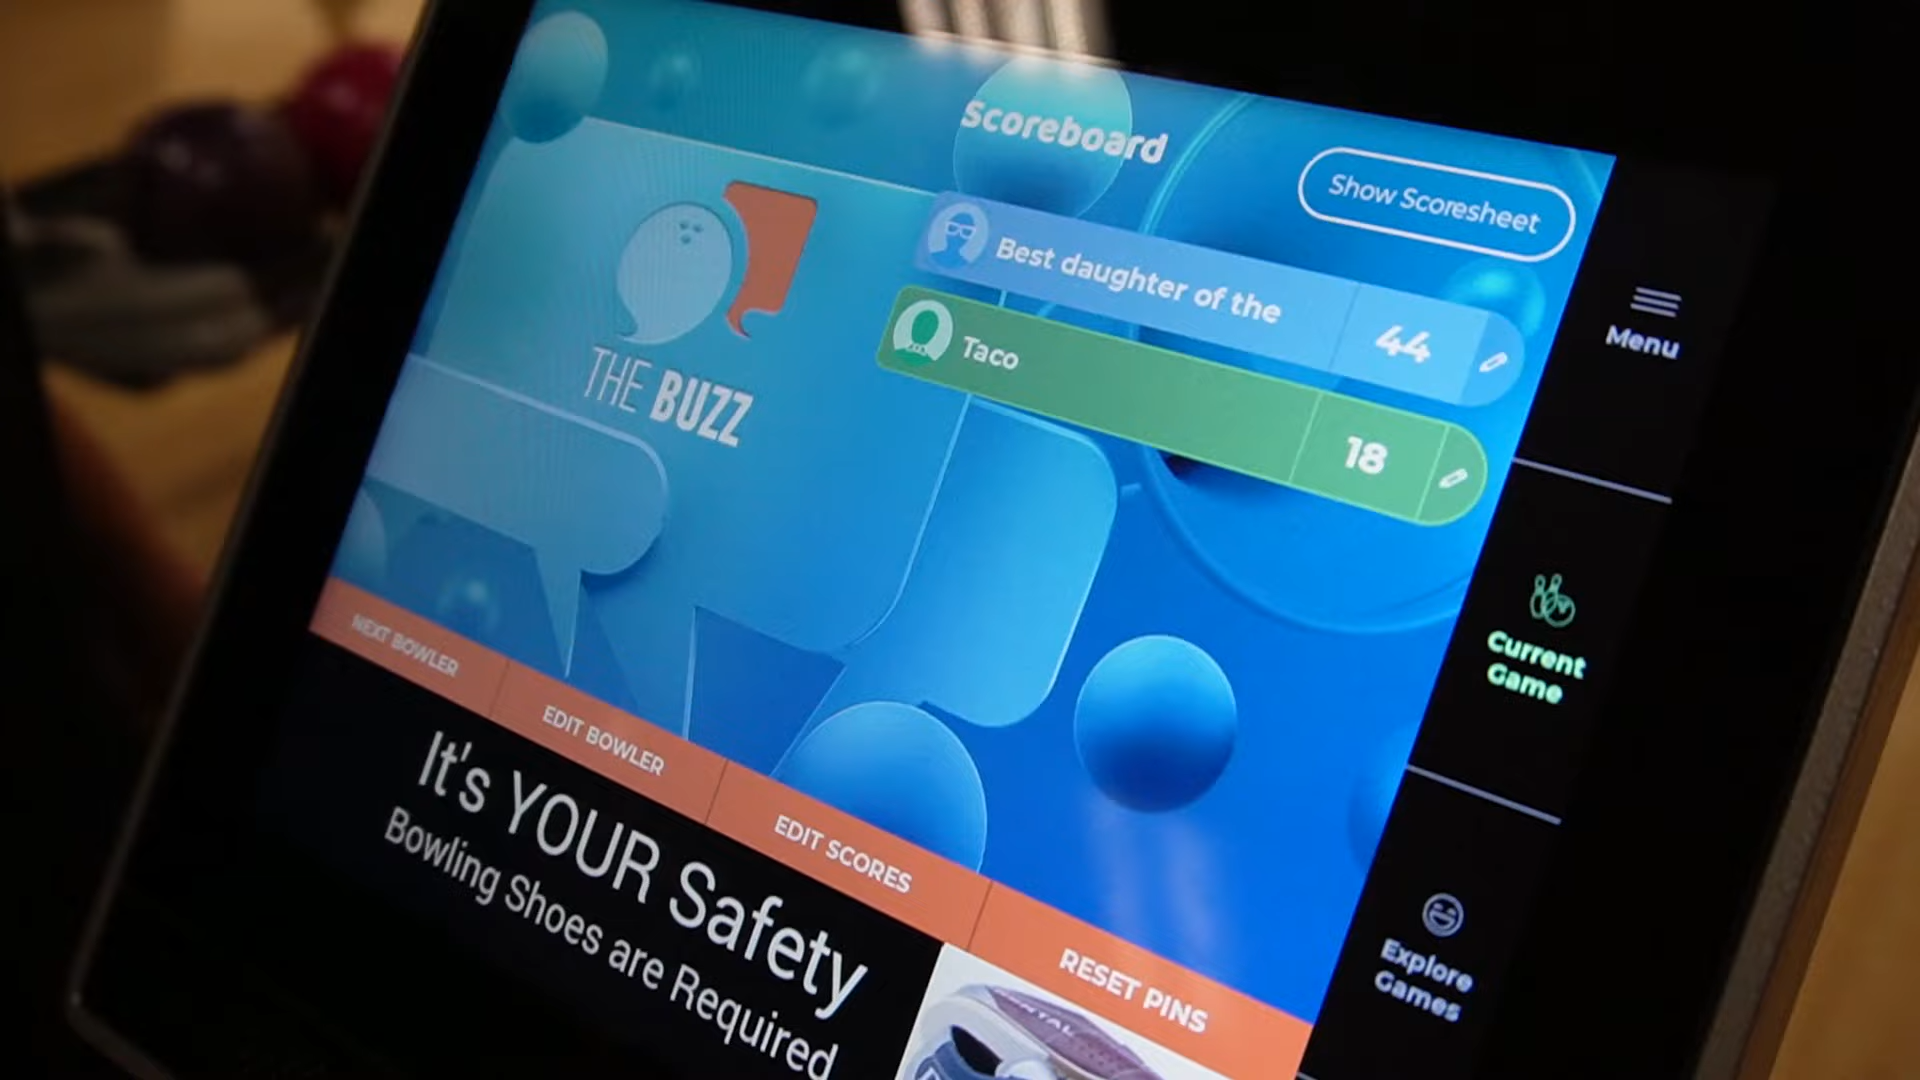 Scoreboard
Show Scoresheet
THE BUZZ
Best daughter of the
44
Taco
18
Menu
Current
Game
Explore
Games
NEXT BOWLER
EDIT BOWLER
EDIT SCORES
RESET PINS
It's YOUR Safety
Bowling Shoes are Required